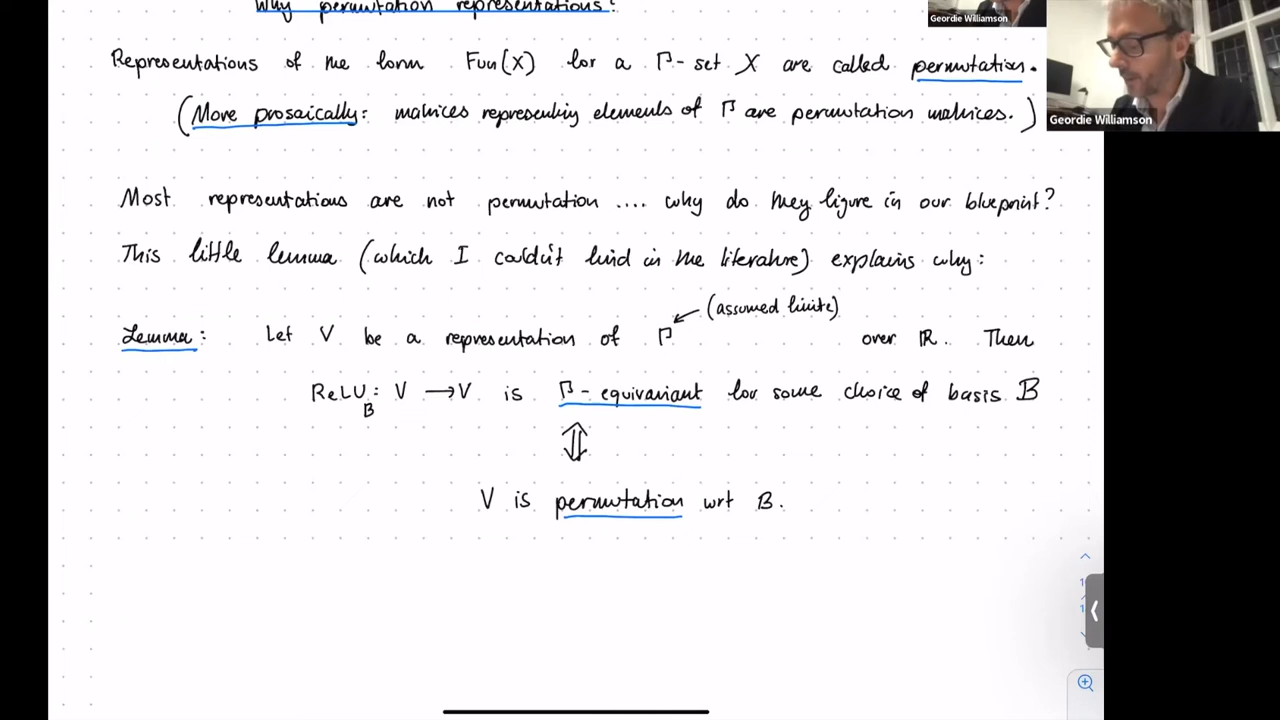 Why permutation representations?
Representations of the form Fun(X) for a Γ-set X are called permutation.
(More prosaically: matrices representing elements of Γ are permutation matrices.)
Most representations are not permutation .... why do they figure in our blueprint?
This little lemma (which I couldn't find in the literature) explains why:
(assumed finite)
Lemma: Let V be a representation of Γ over ℝ. Then
ReLU_B : V → V is Γ-equivariant for some choice of basis B
⇕
V is permutation wrt B.
Geordie Williamson
Geordie Williamson